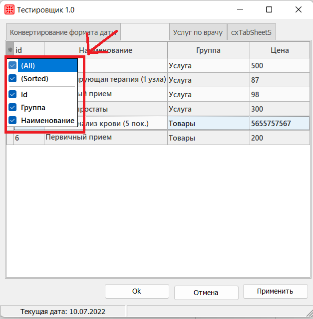 Тестировщик 1.0
Конвертирование формата даты
Услуг по врачу
cxTabSheet5
id
Наименование
Группа
Цена
(All)
(Sorted)
Id
Группа
Наименование
Услуга
500
рующая терапия (1 узла)
Услуга
87
прием
Услуга
98
ростаты
Услуга
300
ализ крови (5 пок.)
Товары
5655757567
6
Первичный прием
Товары
200
Ok
Отмена
Применить
Текущая дата: 10.07.2022